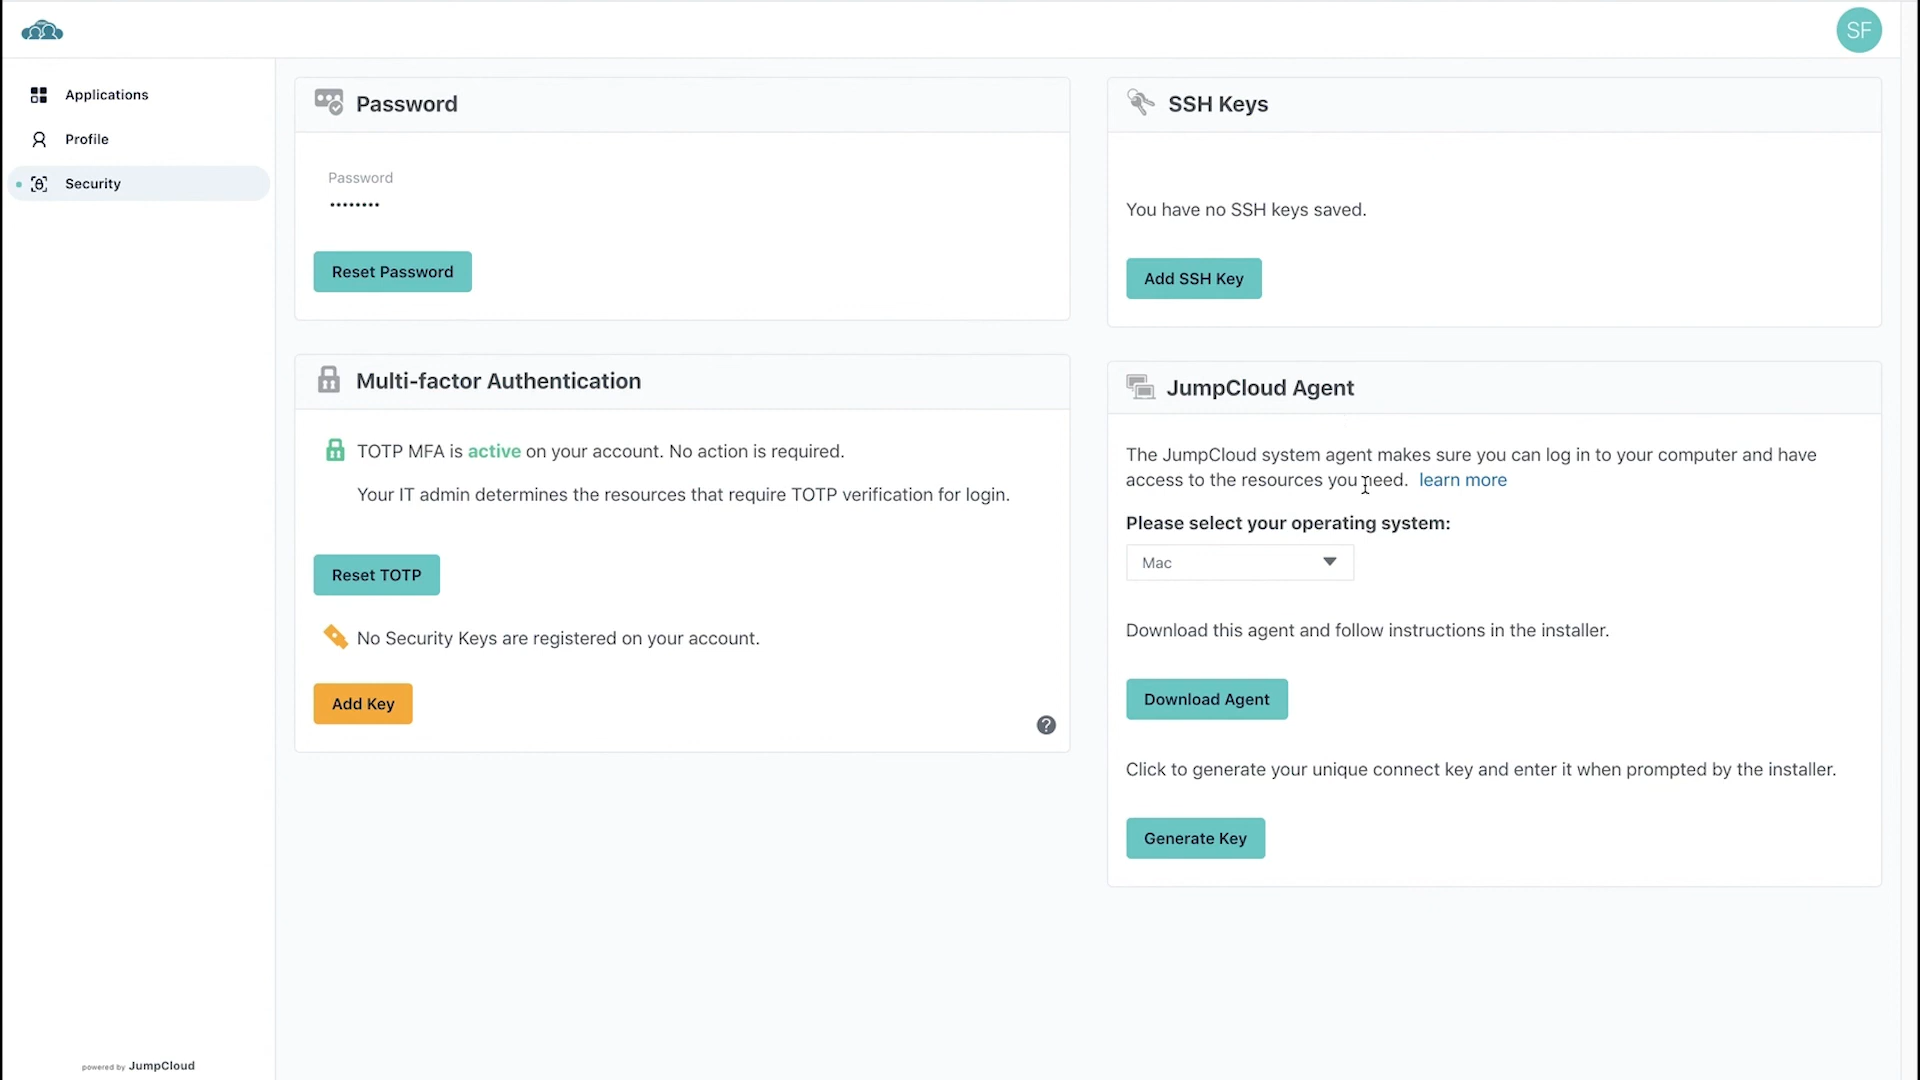 SF
Applications
Profile
Security
Password
Password
••••••••
Reset Password
Multi-factor Authentication
TOTP MFA is active on your account. No action is required.
Your IT admin determines the resources that require TOTP verification for login.
Reset TOTP
No Security Keys are registered on your account.
Add Key
?
SSH Keys
You have no SSH keys saved.
Add SSH Key
JumpCloud Agent
The JumpCloud system agent makes sure you can log in to your computer and have
access to the resources you need. learn more
Please select your operating system:
Mac
Download this agent and follow instructions in the installer.
Download Agent
Click to generate your unique connect key and enter it when prompted by the installer.
Generate Key
powered by JumpCloud